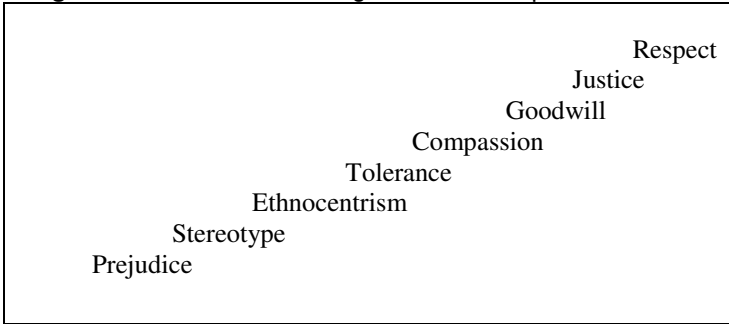 Respect
Justice
Goodwill
Compassion
Tolerance
Ethnocentrism
Stereotype
Prejudice